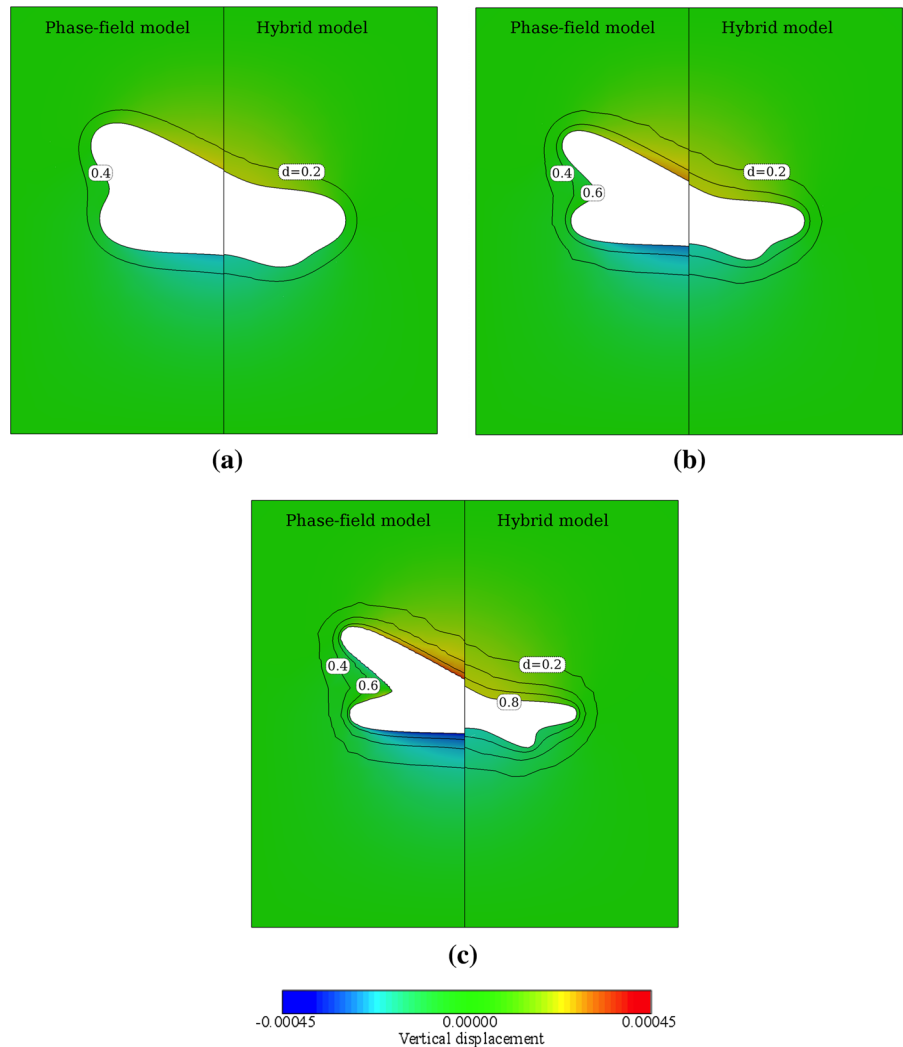 Phase-field model Hybrid model
0.4 d=0.2
(a)
Phase-field model Hybrid model
0.4 d=0.2
0.6
(b)
Phase-field model Hybrid model
0.4 d=0.2
0.6 0.8
(c)
-0.00045 0.00000 0.00045
Vertical displacement